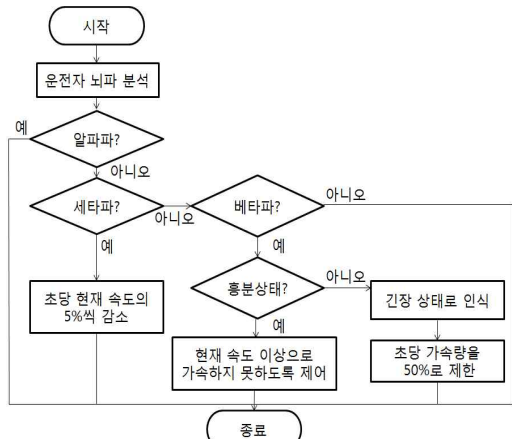 시작
운전자 뇌파 분석
예
알파파?
아니오
세타파?
아니오
베타파?
아니오
예
예
초당 현재 속도의
5%씩 감소
흥분상태?
아니오
긴장 상태로 인식
예
현재 속도 이상으로
가속하지 못하도록 제어
초당 가속량을
50%로 제한
종료